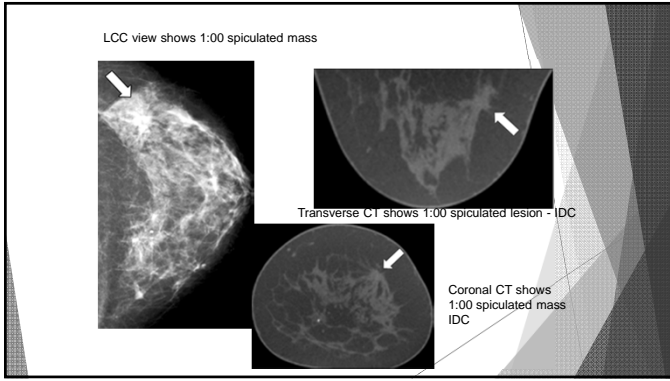 LCC view shows 1:00 spiculated mass
Transverse CT shows 1:00 spiculated lesion - IDC
Coronal CT shows
1:00 spiculated mass
IDC